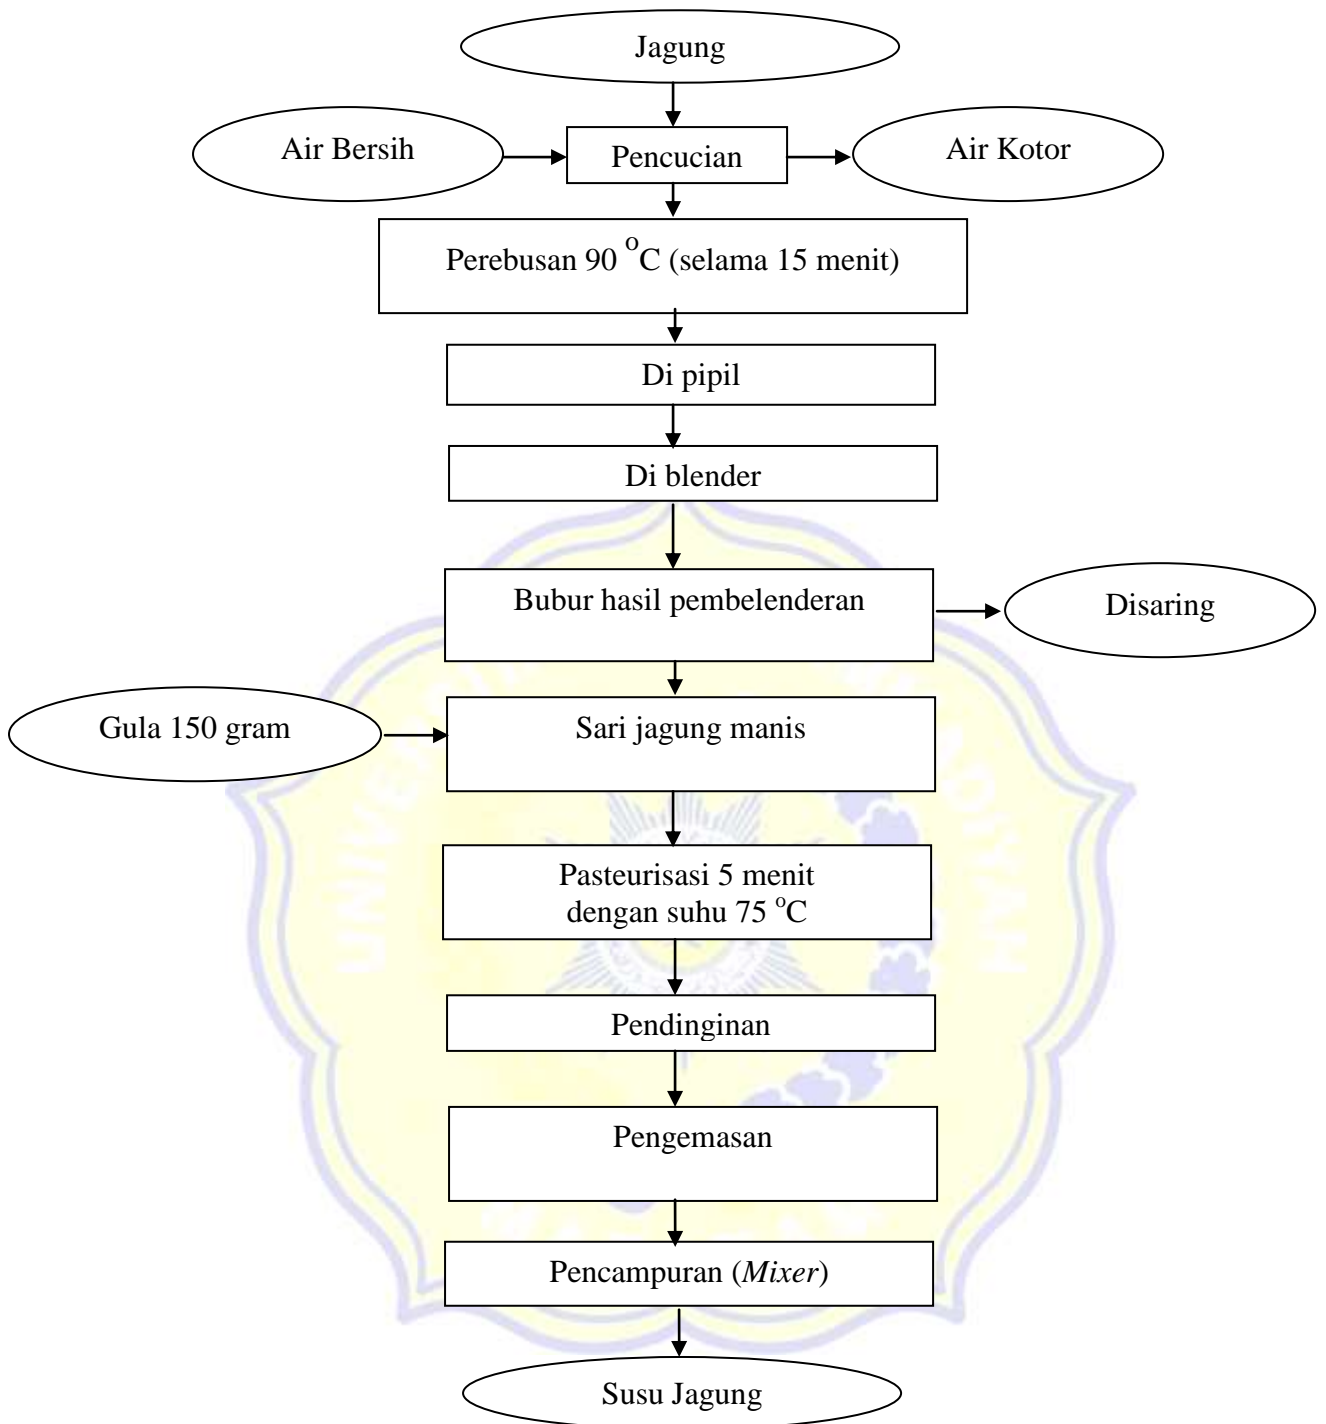 Jagung
Air Bersih
Pencucian
Air Kotor
Perebusan 90 °C (selama 15 menit)
Di pipil
Di blender
Bubur hasil pembelenderan
Disaring
Gula 150 gram
Sari jagung manis
Pasteurisasi 5 menit
dengan suhu 75 °C
Pendinginan
Pengemasan
Pencampuran (Mixer)
Susu Jagung